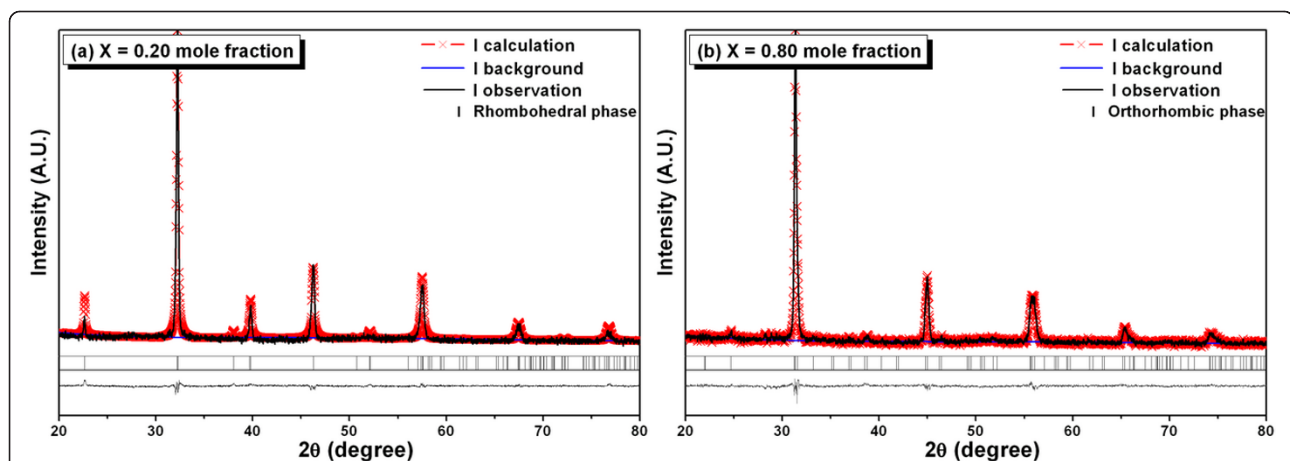 (a) X = 0.20 mole fraction
I calculation
I background
I observation
I Rhombohedral phase
Intensity (A.U.)
20 30 40 50 60 70 80
2θ (degree)
(b) X = 0.80 mole fraction
I calculation
I background
I observation
I Orthorhombic phase
Intensity (A.U.)
20 30 40 50 60 70 80
2θ (degree)